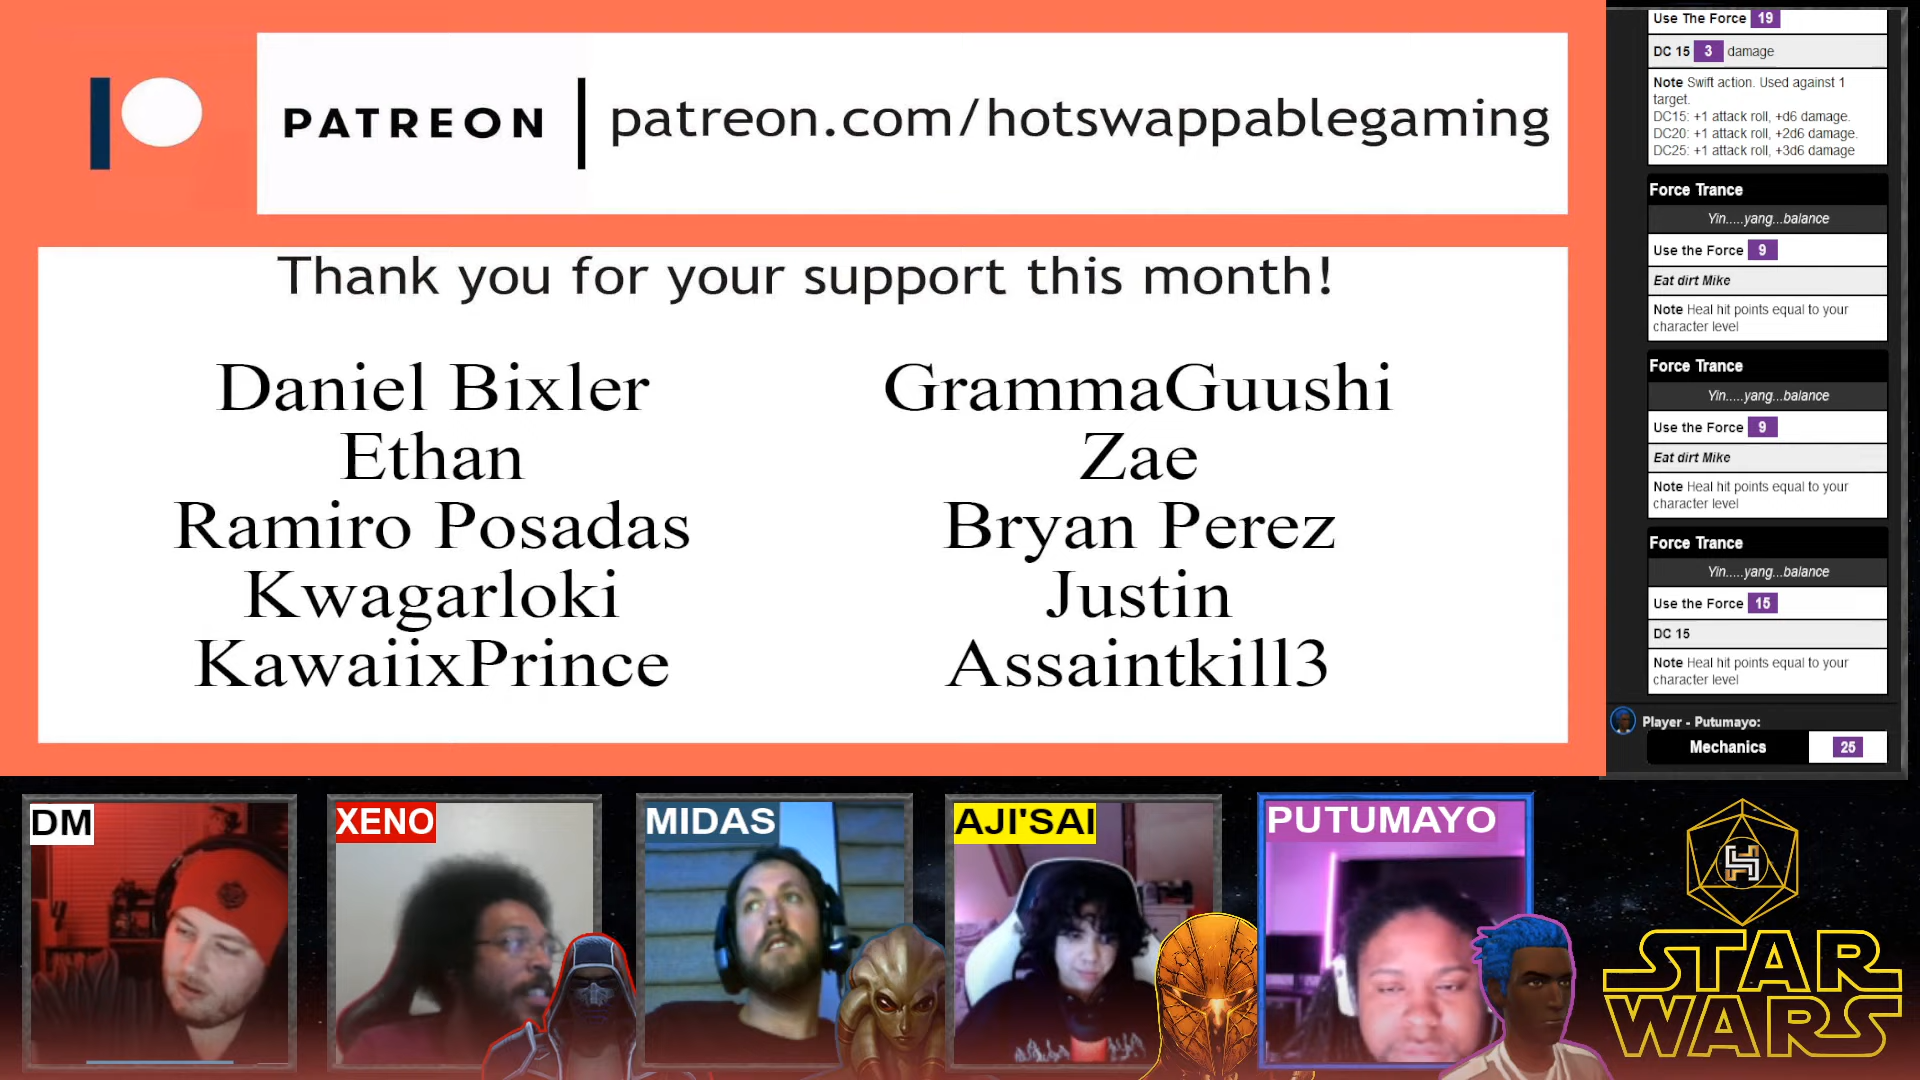 PATREON | patreon.com/hotswappablegaming
Thank you for your support this month!
Daniel Bixler
Ethan
Ramiro Posadas
Kwagarloki
KawaiixPrince
GrammaGuushi
Zae
Bryan Perez
Justin
Assaintkill3
Use The Force 19
DC 15 3 damage
Note Swift action. Used against 1
target.
DC15: +1 attack roll, +d6 damage.
DC20: +1 attack roll, +2d6 damage.
DC25: +1 attack roll, +3d6 damage
Force Trance
Yin.....yang...balance
Use the Force 9
Eat dirt Mike
Note Heal hit points equal to your
character level
Force Trance
Yin.....yang...balance
Use the Force 9
Eat dirt Mike
Note Heal hit points equal to your
character level
Force Trance
Yin.....yang...balance
Use the Force 15
DC 15
Note Heal hit points equal to your
character level
Player - Putumayo:
Mechanics 25
DM
XENO
MIDAS
AJI'SAI
PUTUMAYO
STAR
WARS